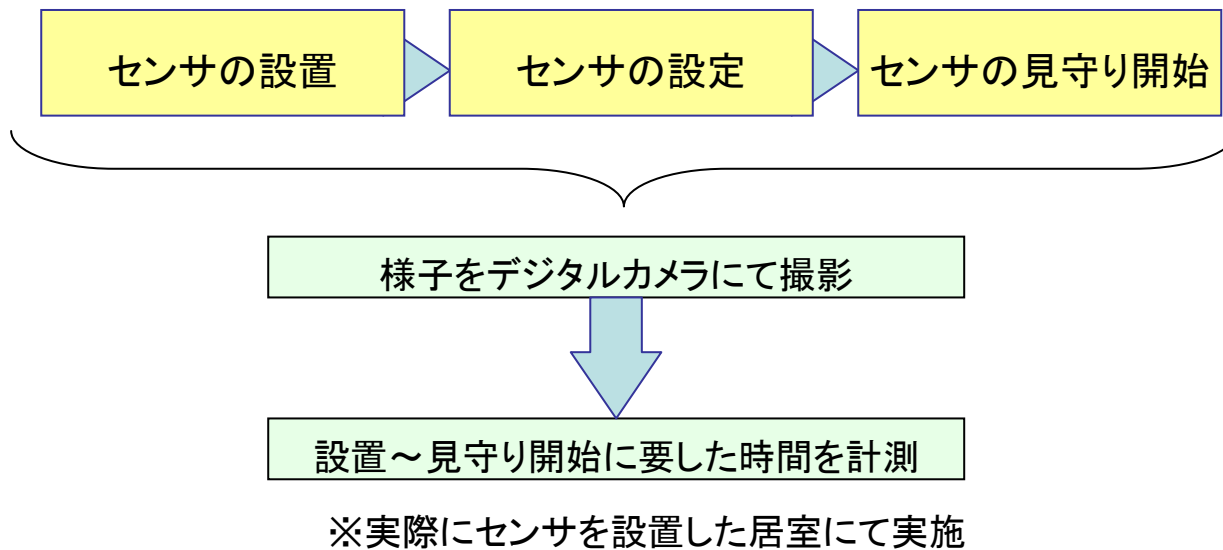 センサの設置
センサの設定
センサの見守り開始
様子をデジタルカメラにて撮影
設置～見守り開始に要した時間を計測
※実際にセンサを設置した居室にて実施